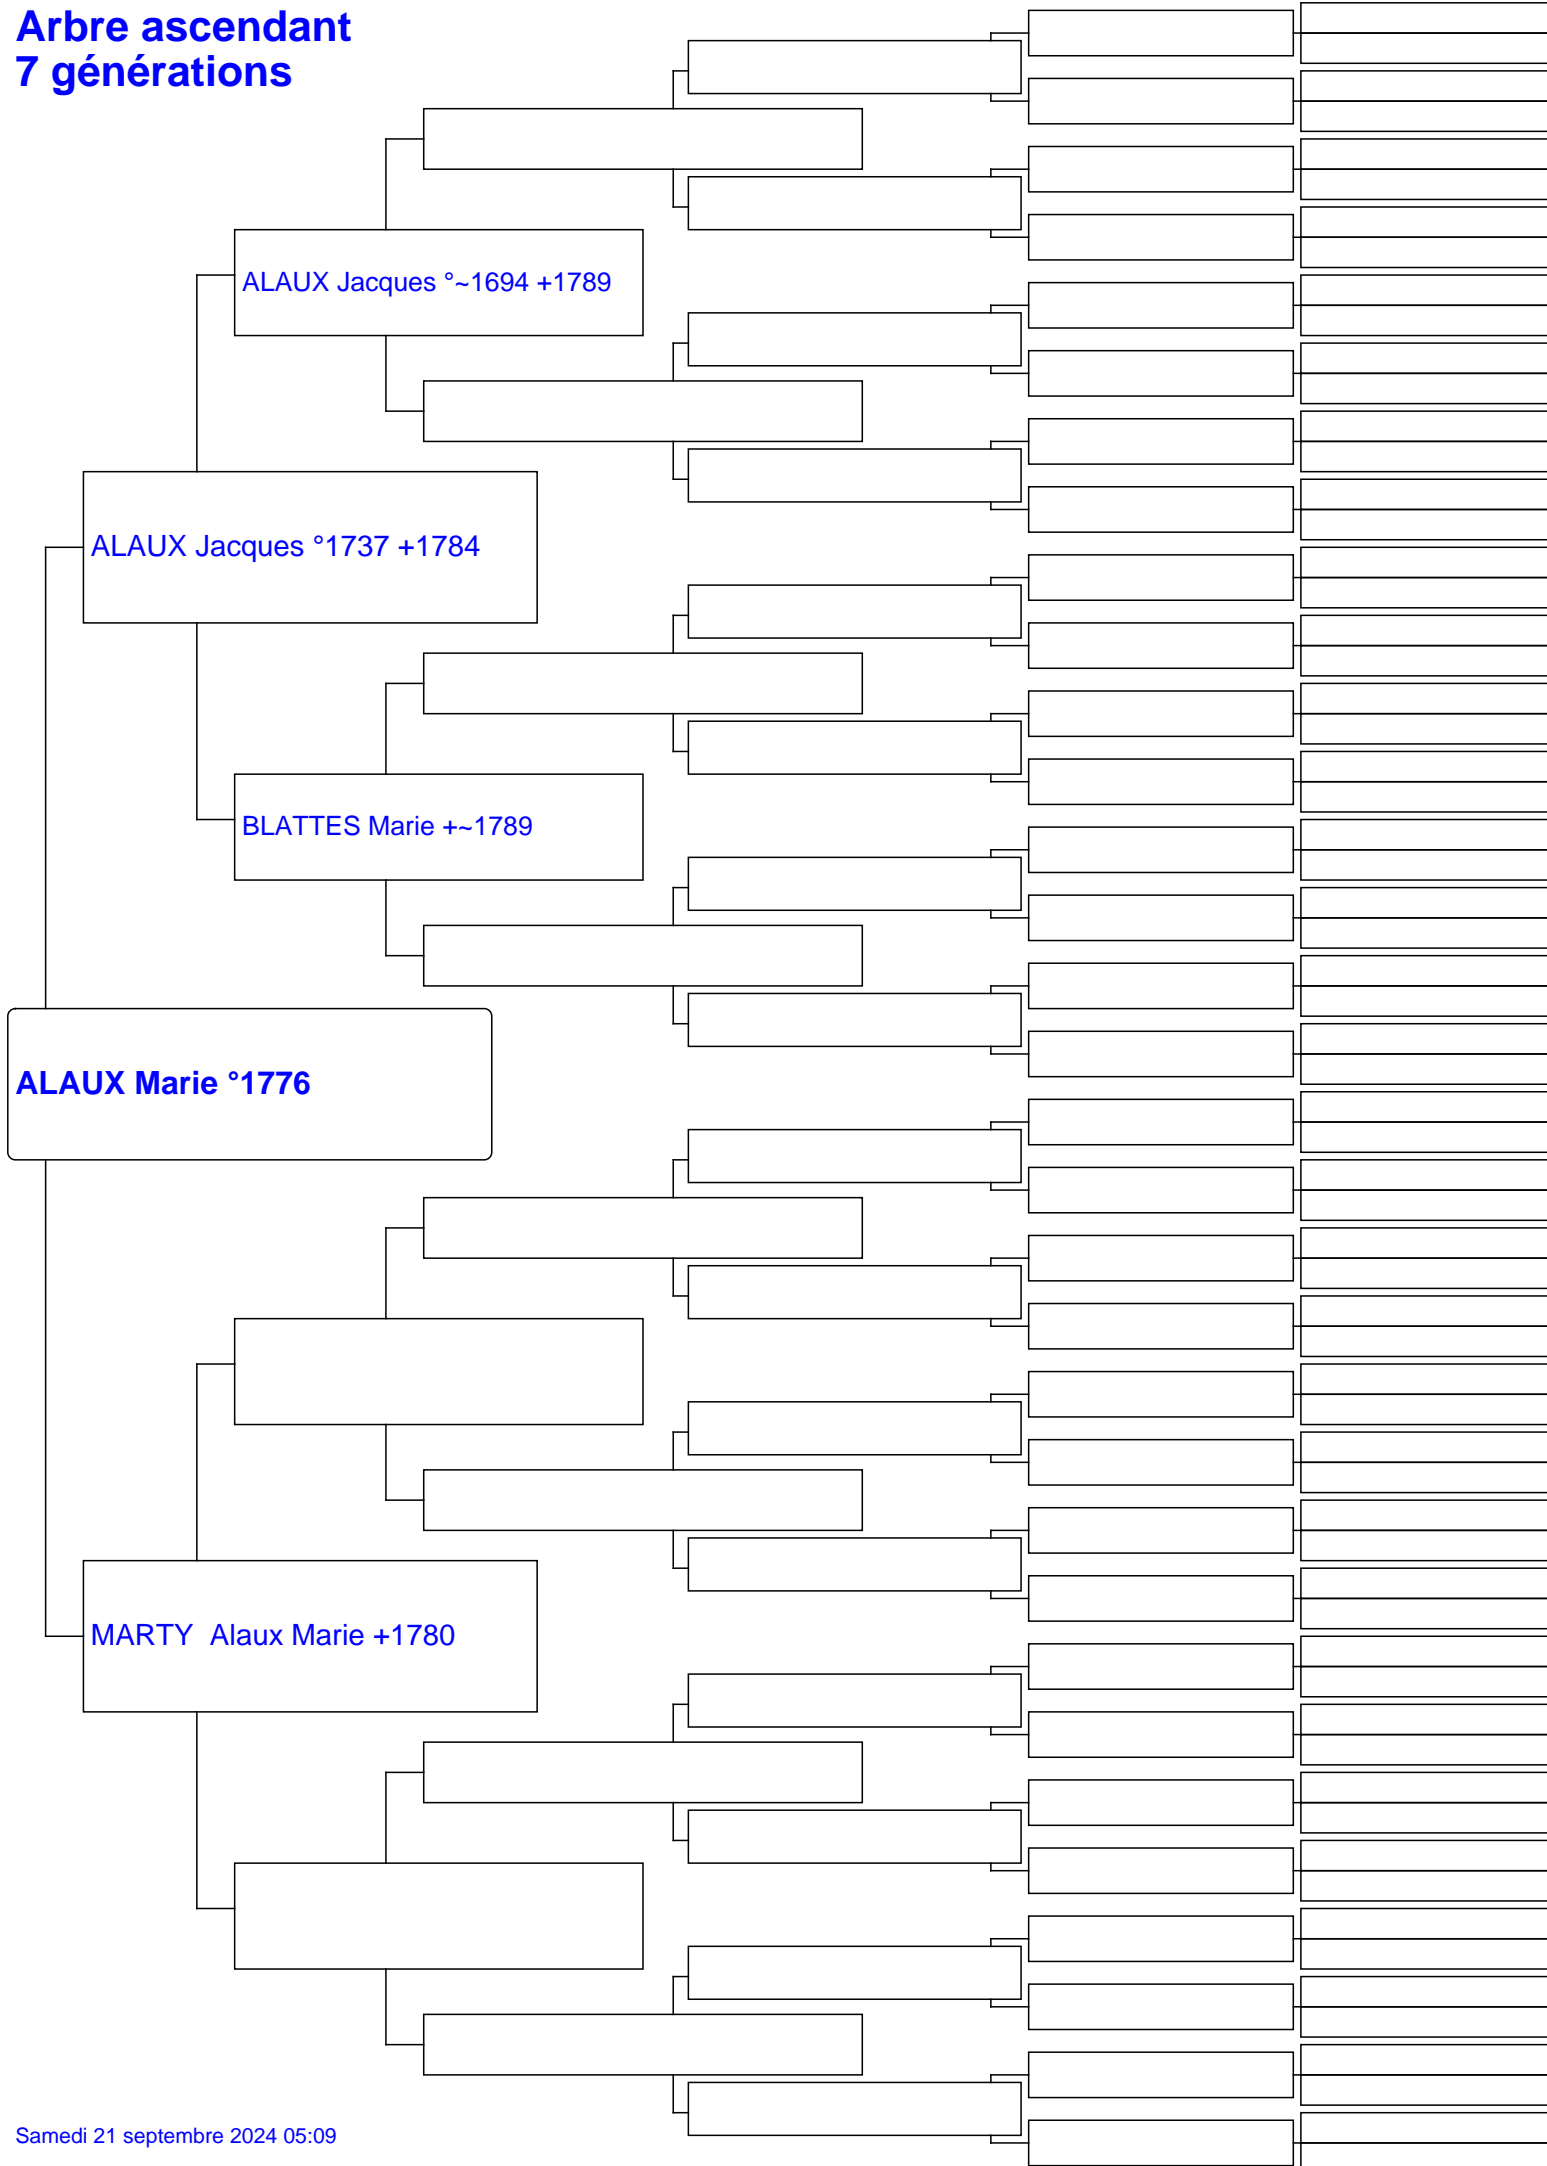 Arbre ascendant
7 générations
ALAUX Jacques °~1694 +1789
ALAUX Jacques °1737 +1784
BLATTES Marie +~1789
ALAUX Marie °1776
MARTY  Alaux Marie +1780
Samedi 21 septembre 2024 05:09